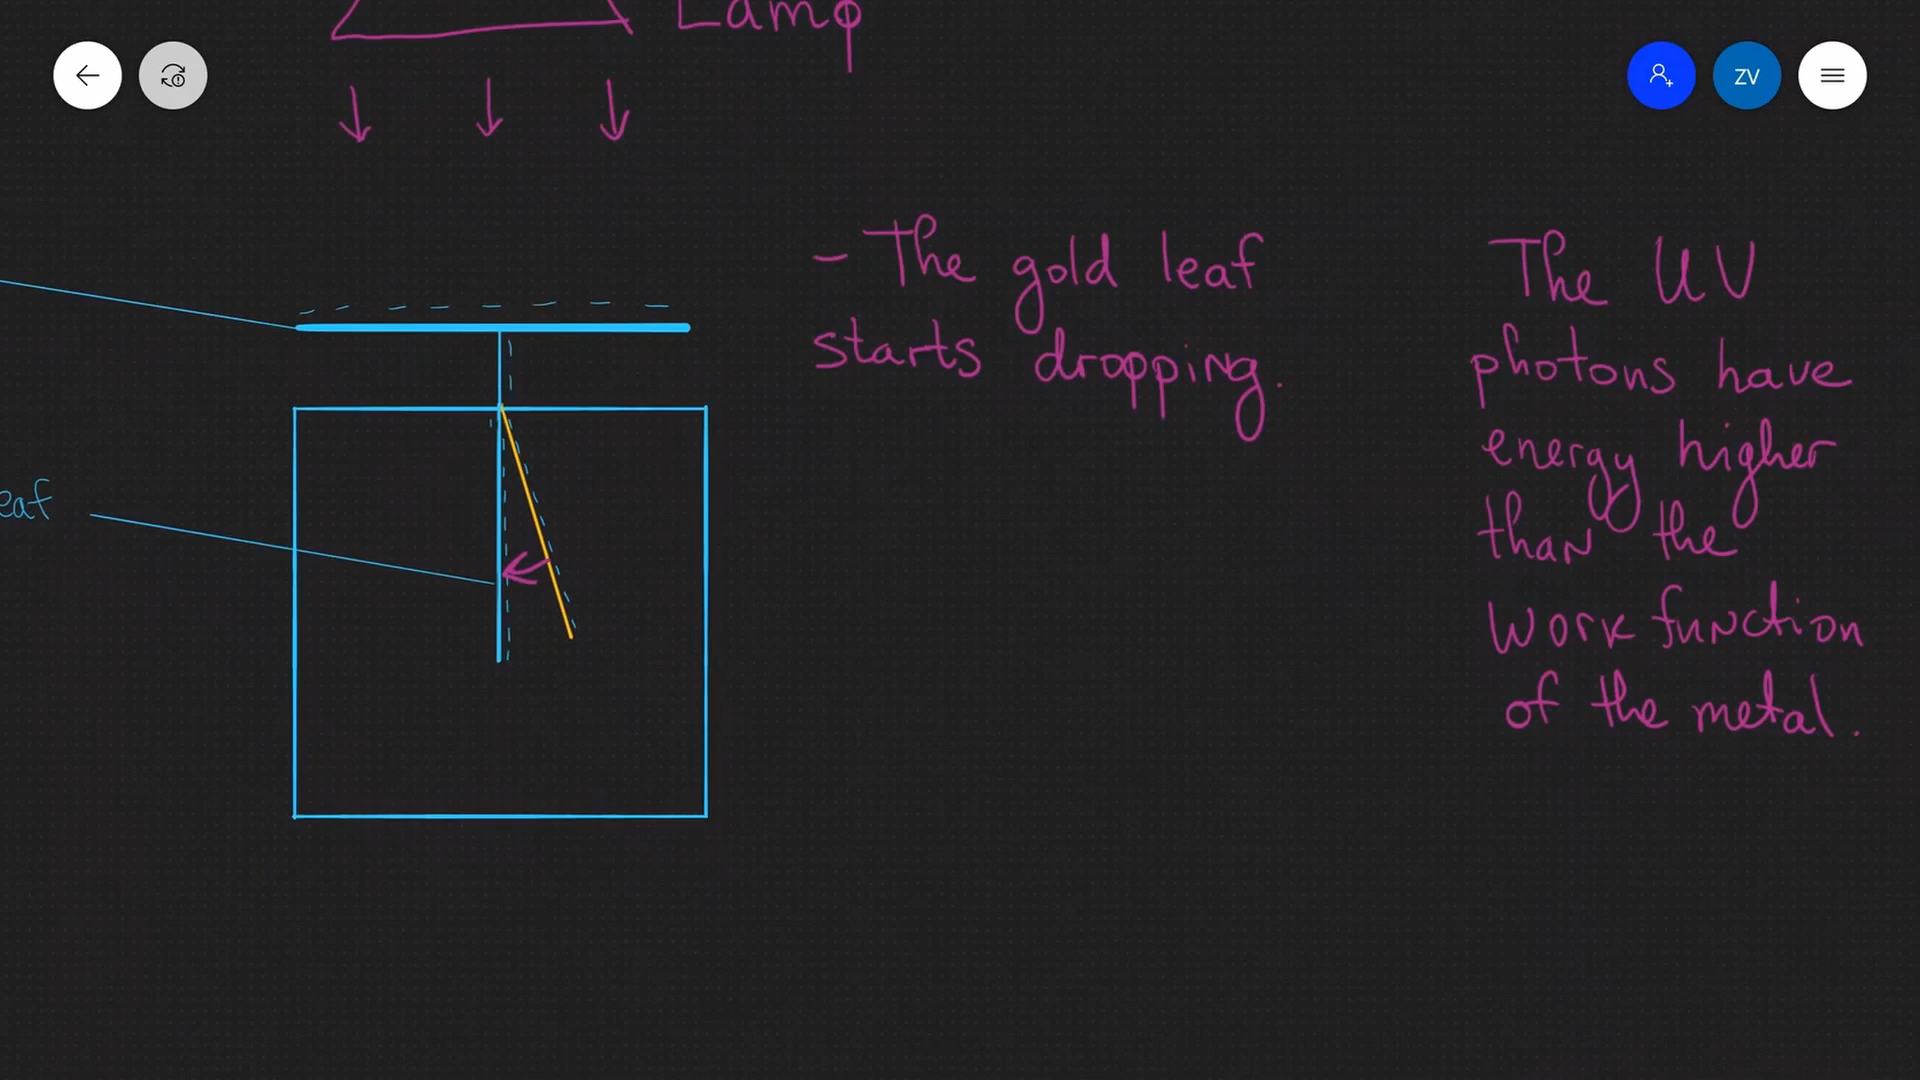 Lamp
ZV
- The gold leaf
starts dropping.
The UV
photons have
energy higher
than the
work function
of the metal.
eaf